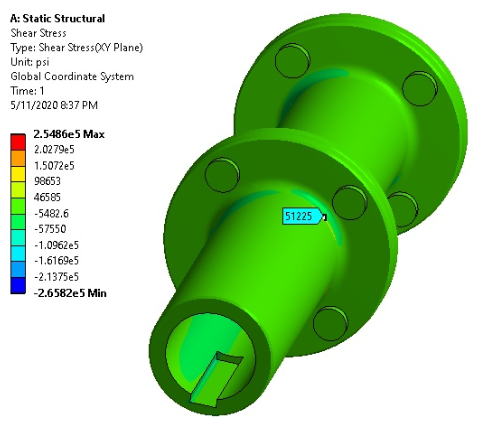 A: Static Structural
Shear Stress
Type: Shear Stress(XY Plane)
Unit: psi
Global Coordinate System
Time: 1
5/11/2020 8:37 PM
2.5486e5 Max
2.0279e5
1.5072e5
98653
46585
-5482.6
-57550
-1.0962e5
-1.6169e5
-2.1375e5
-2.6582e5 Min
51225